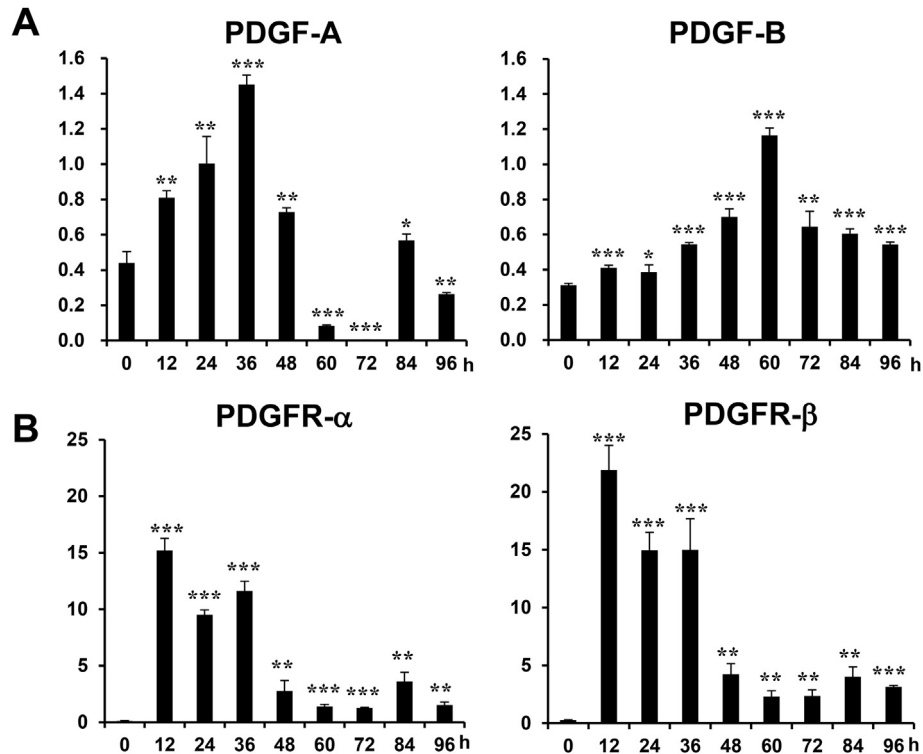 A
PDGF-A
1.6
1.4
1.2
1.0
0.8
0.6
0.4
0.2
0.0
** ** *** ** *** *** * **
0 12 24 36 48 60 72 84 96 h
PDGF-B
1.6
1.4
1.2
1.0
0.8
0.6
0.4
0.2
0.0
*** * *** *** *** ** *** ***
0 12 24 36 48 60 72 84 96 h
B
PDGFR-α
25
20
15
10
5
0
*** *** *** ** *** *** ** **
0 12 24 36 48 60 72 84 96 h
PDGFR-β
25
20
15
10
5
0
*** *** *** ** ** ** ** ***
0 12 24 36 48 60 72 84 96 h